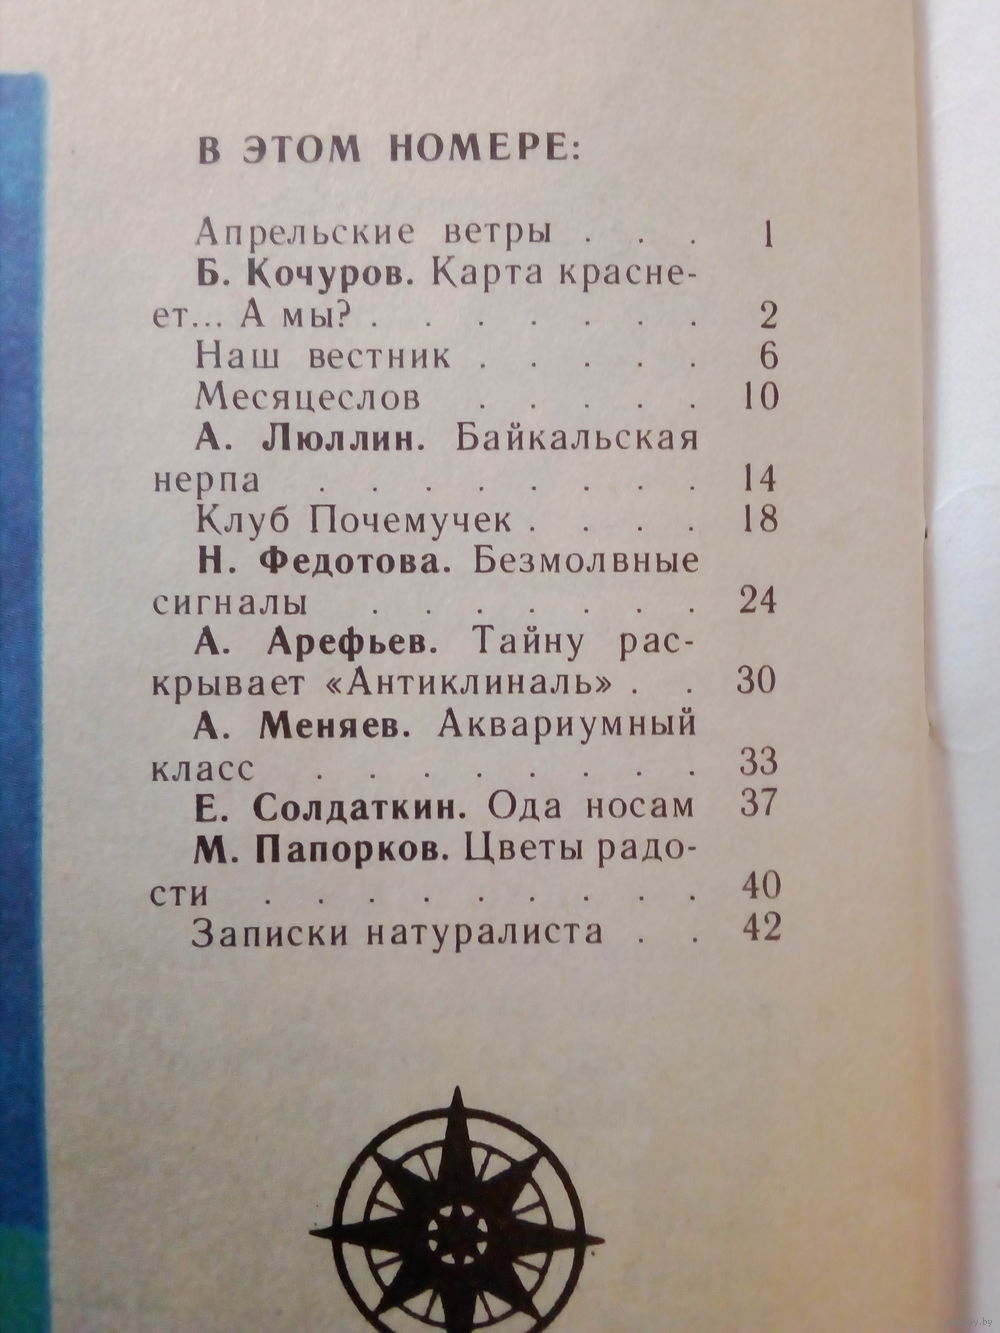 В ЭТОМ НОМЕРЕ:
Апрельские ветры . . . 1
Б. Кочуров. Карта красне-
ет... А мы? . . . . . . . 2
Наш вестник . . . . . 6
Месяцеслов . . . . . 10
А. Люллин. Байкальская
нерпа . . . . . . . . 14
Клуб Почемучек . . . . 18
Н. Федотова. Безмолвные
сигналы . . . . . . . 24
А. Арефьев. Тайну рас-
крывает «Антиклиналь» . . 30
А. Меняев. Аквариумный
класс . . . . . . . . 33
Е. Солдаткин. Ода носам 37
М. Папорков. Цветы радо-
сти . . . . . . . . . 40
Записки натуралиста . . 42